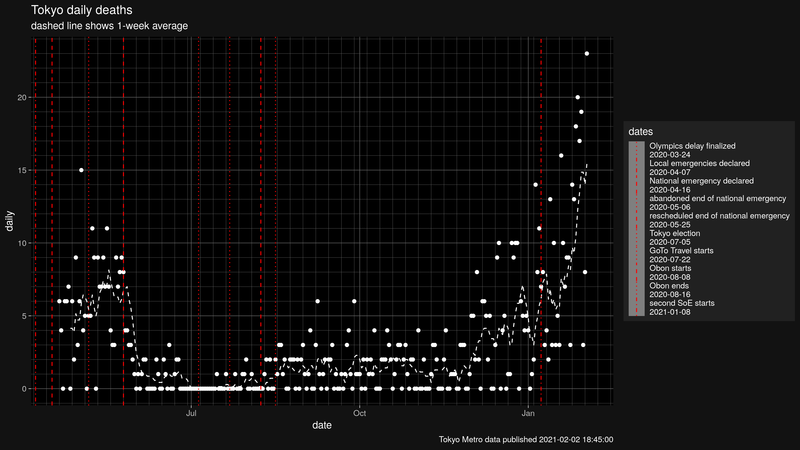 Tokyo daily deaths
dashed line shows 1-week average
daily
20
15
10
5
0
Jul
Oct
Jan
date
dates
Olympics delay finalized
2020-03-24
Local emergencies declared
2020-04-07
National emergency declared
2020-04-16
abandoned end of national emergency
2020-05-06
rescheduled end of national emergency
2020-05-25
Tokyo election
2020-07-05
GoTo Travel starts
2020-07-22
Obon starts
2020-08-08
Obon ends
2020-08-16
second SoE starts
2021-01-08
Tokyo Metro data published 2021-02-02 18:45:00